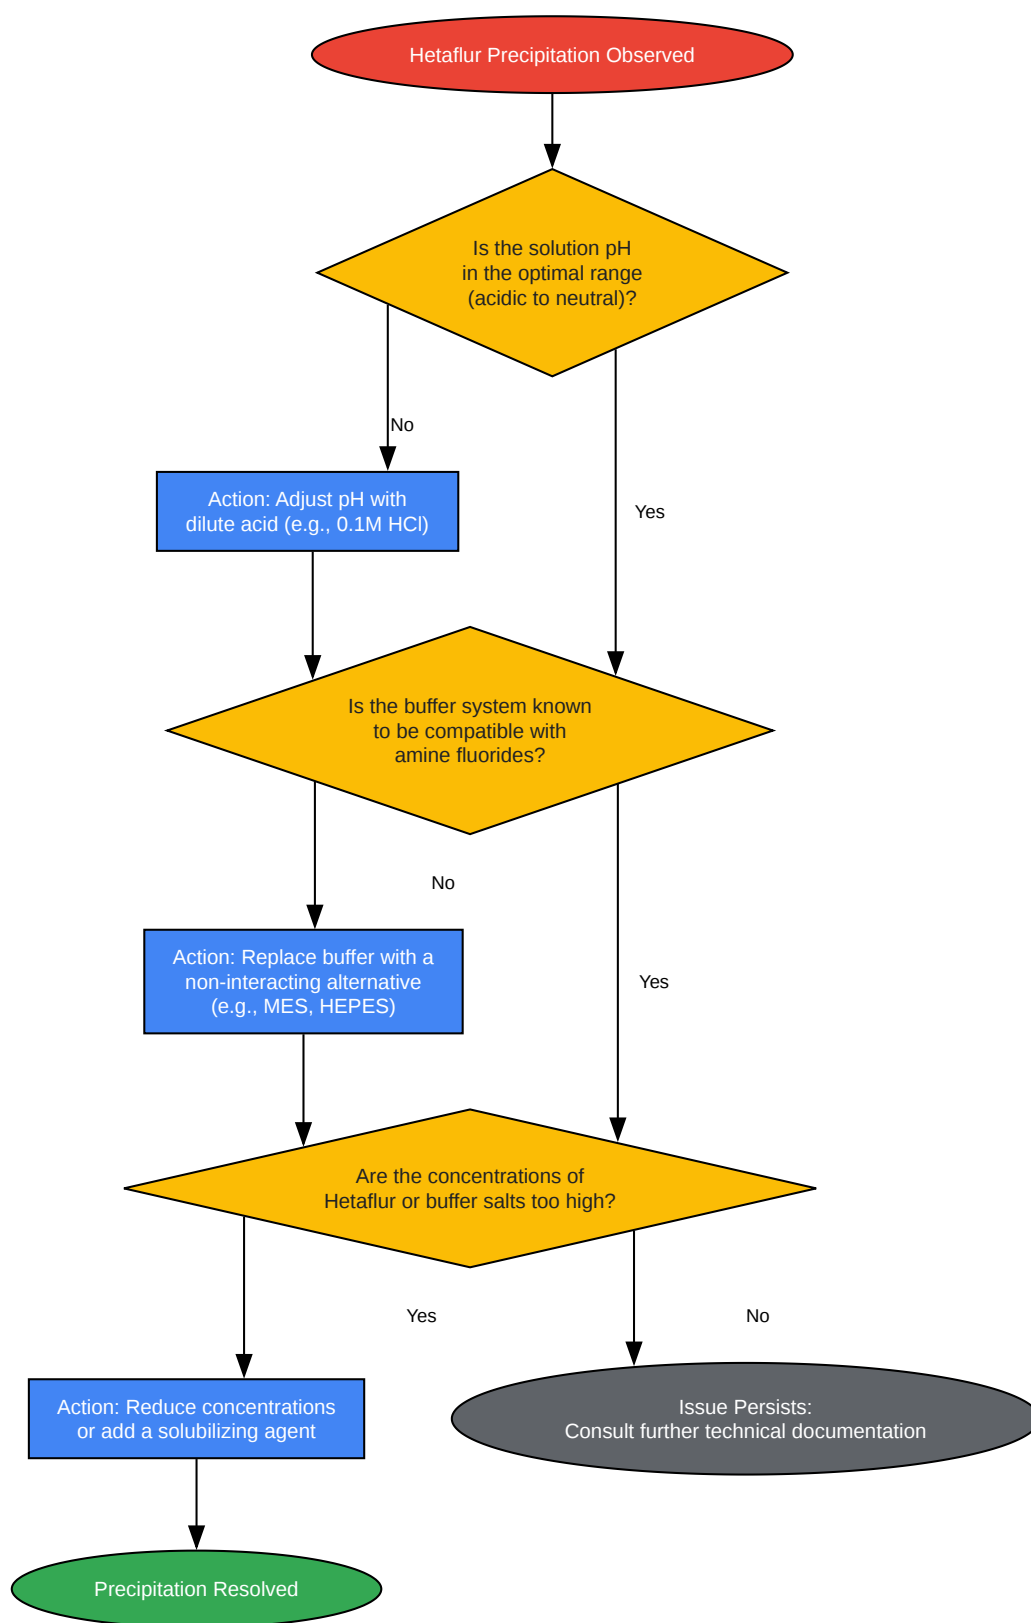 Hetaflur Precipitation Observed
Is the solution pH
in the optimal range
(acidic to neutral)?
No
Action: Adjust pH with
dilute acid (e.g., 0.1M HCl)
Yes
Is the buffer system known
to be compatible with
amine fluorides?
No
Action: Replace buffer with a
non-interacting alternative
(e.g., MES, HEPES)
Yes
Are the concentrations of
Hetaflur or buffer salts too high?
Yes
No
Action: Reduce concentrations
or add a solubilizing agent
Issue Persists:
Consult further technical documentation
Precipitation Resolved